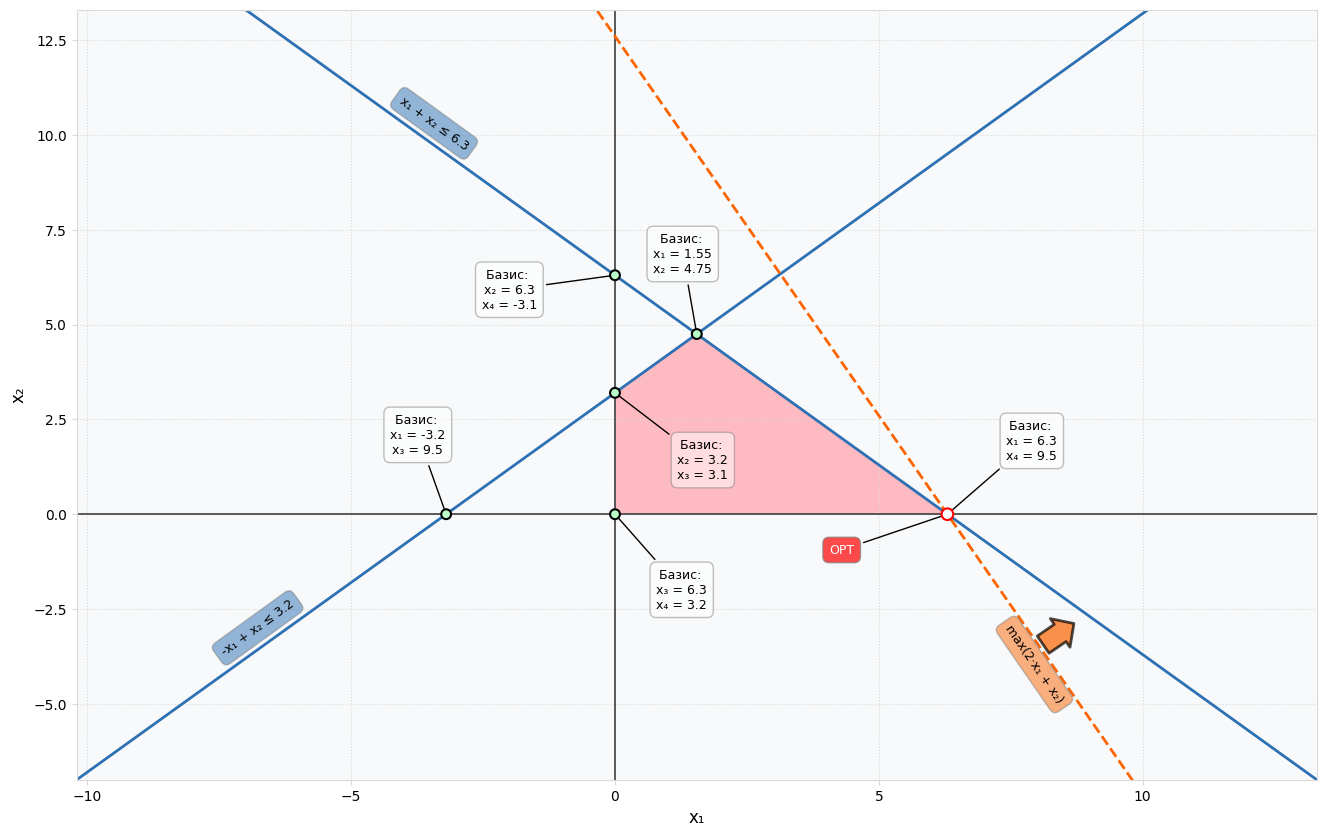 12.5
10.0
7.5
5.0
2.5
0.0
−2.5
−5.0
x₂
x₁ + x₂ ≤ 6.3
Базис:
x₁ = 1.55
x₂ = 4.75
Базис:
x₂ = 6.3
x₄ = -3.1
Базис:
x₁ = -3.2
x₃ = 9.5
Базис:
x₂ = 3.2
x₃ = 3.1
Базис:
x₁ = 6.3
x₄ = 9.5
OPT
Базис:
x₃ = 6.3
x₄ = 3.2
-x₁ + x₂ ≤ 3.2
max(2·x₁ + x₂)
−10
−5
0
5
10
x₁